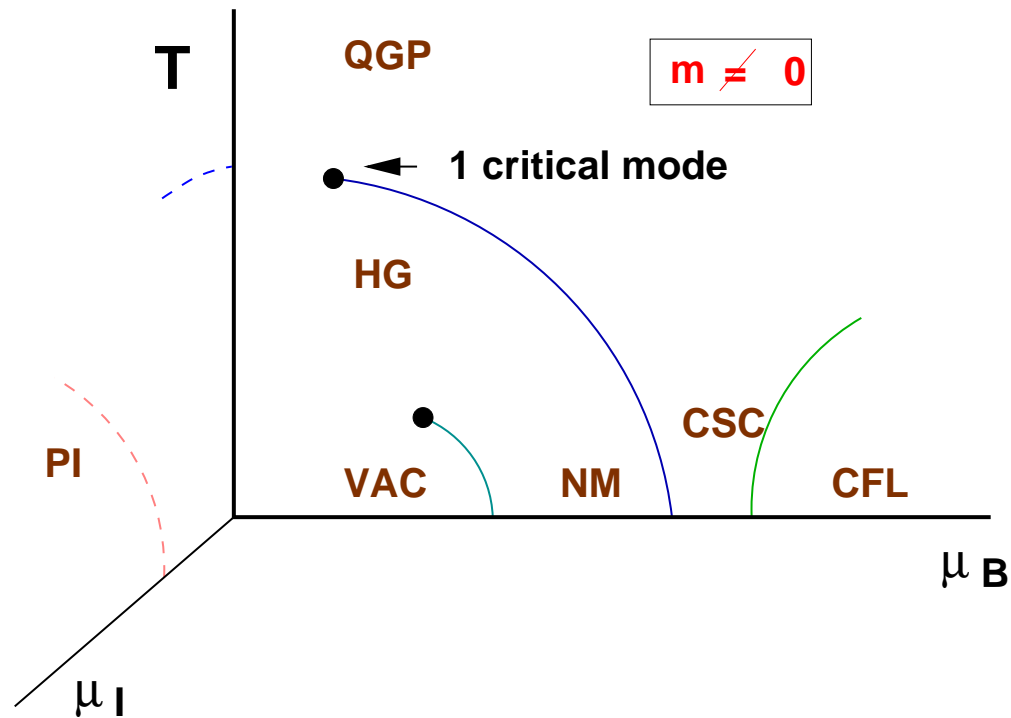 QGP
T
m ≠ 0
1 critical mode
HG
CSC
PI
VAC
NM
CFL
μ B
μ I